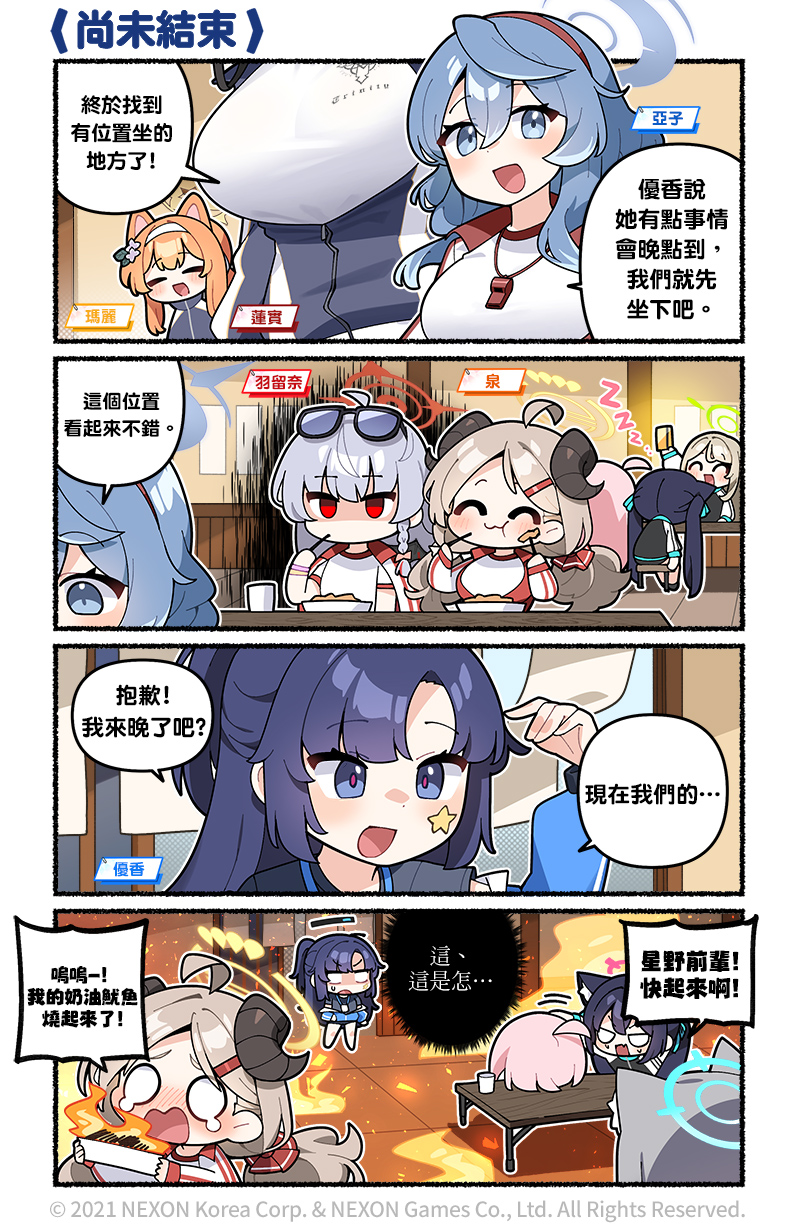 《尚未結束》
Trinity
終於找到
有位置坐的
地方了！
亞子
優香說
她有點事情
會晚點到，
我們就先
坐下吧。
瑪麗
蓮實
這個位置
看起來不錯。
羽留奈
泉
Z
Z
Z
抱歉！
我來晚了吧？
現在我們的…
優香
嗚嗚—！
我的奶油魷魚
燒起來了！
這、
這是怎…
星野前輩！
快起來啊！
© 2021 NEXON Korea Corp. & NEXON Games Co., Ltd. All Rights Reserved.